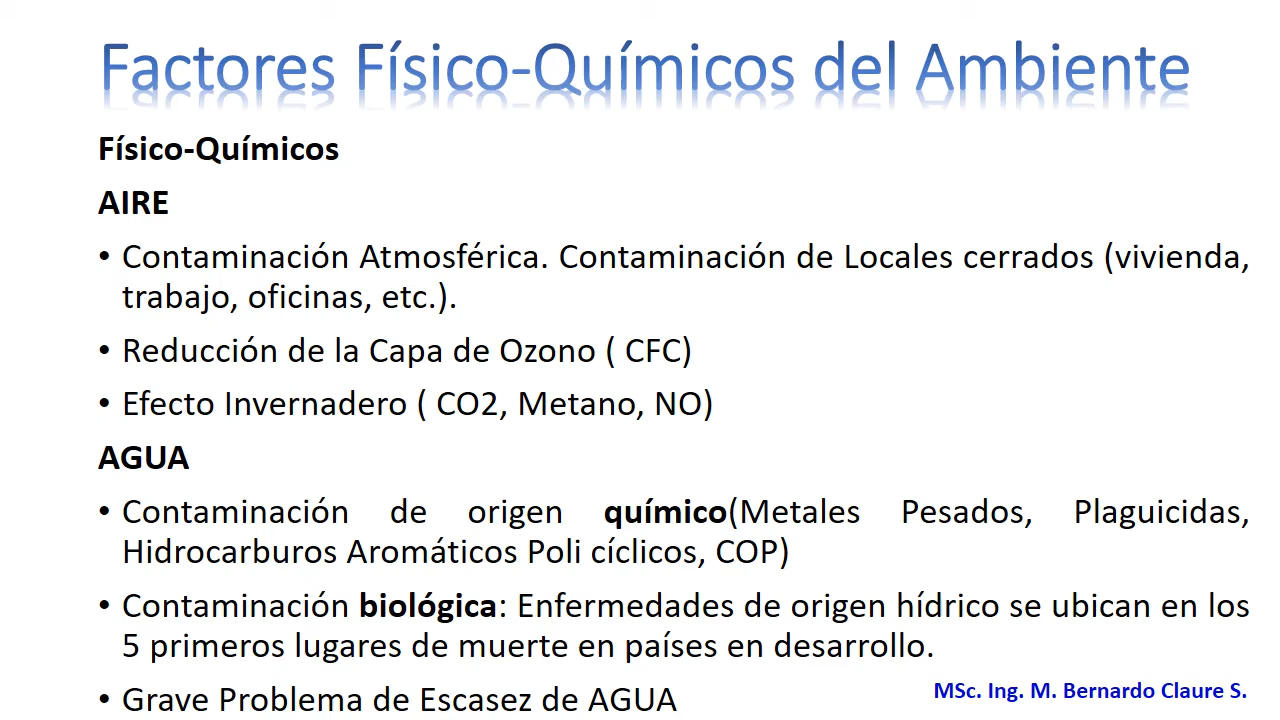 Factores Físico-Químicos del Ambiente
Físico-Químicos
AIRE
• Contaminación Atmosférica. Contaminación de Locales cerrados (vivienda,
trabajo, oficinas, etc.).
• Reducción de la Capa de Ozono ( CFC)
• Efecto Invernadero ( CO2, Metano, NO)
AGUA
• Contaminación de origen químico(Metales Pesados, Plaguicidas,
Hidrocarburos Aromáticos Poli cíclicos, COP)
• Contaminación biológica: Enfermedades de origen hídrico se ubican en los
5 primeros lugares de muerte en países en desarrollo.
• Grave Problema de Escasez de AGUA
MSc. Ing. M. Bernardo Claure S.